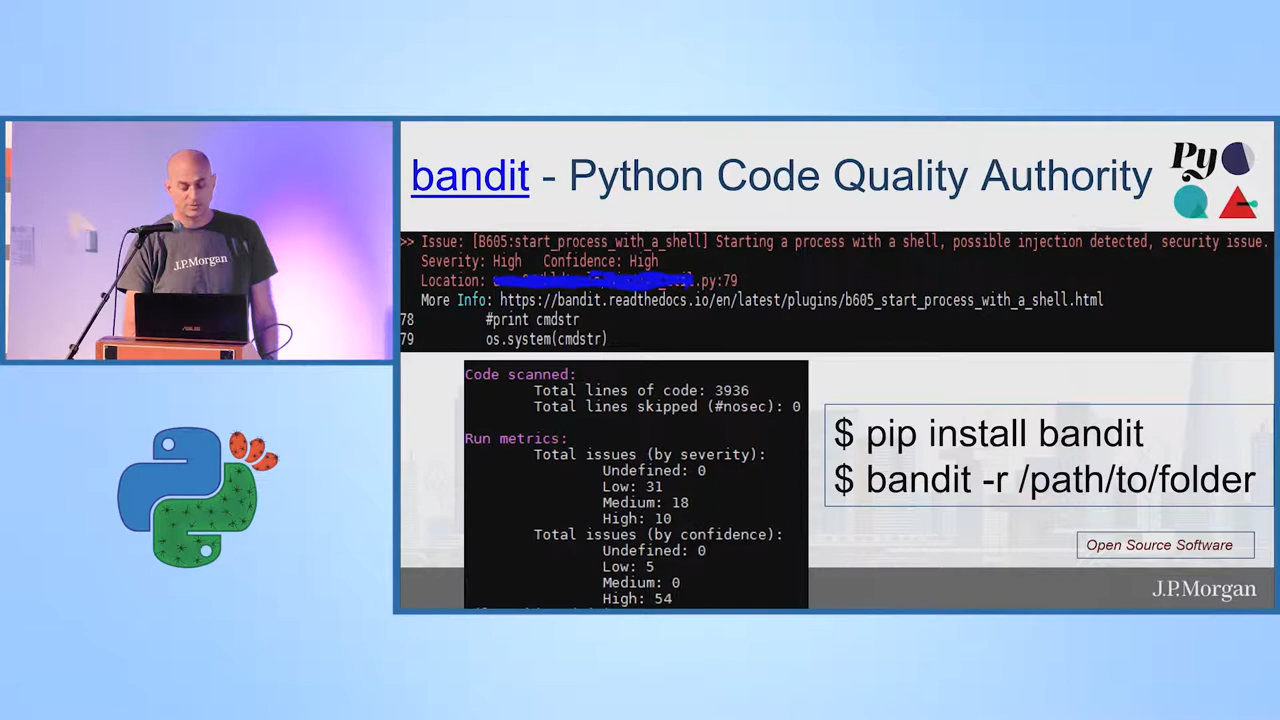 J.P.Morgan
ASUS
bandit - Python Code Quality Authority
Py
>> Issue: [B605:start_process_with_a_shell] Starting a process with a shell, possible injection detected, security issue.
Severity: High Confidence: High
Location: .py:79
More Info: https://bandit.readthedocs.io/en/latest/plugins/b605_start_process_with_a_shell.html
78 #print cmdstr
79 os.system(cmdstr)
Code scanned:
Total lines of code: 3936
Total lines skipped (#nosec): 0
Run metrics:
Total issues (by severity):
Undefined: 0
Low: 31
Medium: 18
High: 10
Total issues (by confidence):
Undefined: 0
Low: 5
Medium: 0
High: 54
$ pip install bandit
$ bandit -r /path/to/folder
Open Source Software
J.P.Morgan